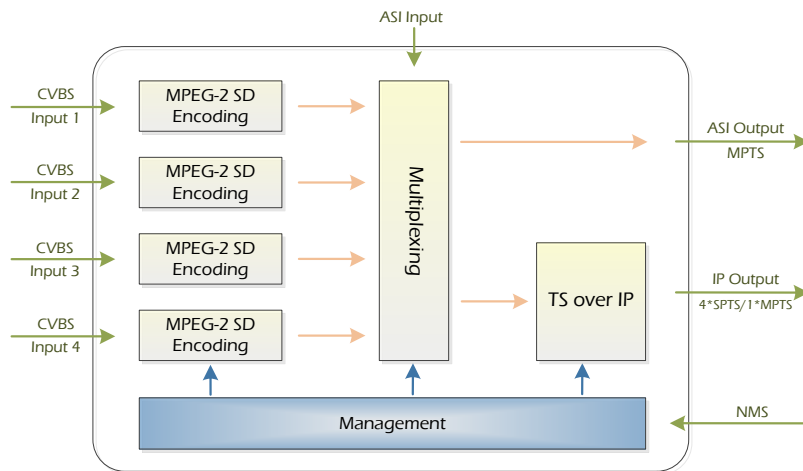 ASI Input
CVBS
Input 1
MPEG-2 SD
Encoding
CVBS
Input 2
MPEG-2 SD
Encoding
CVBS
Input 3
MPEG-2 SD
Encoding
CVBS
Input 4
MPEG-2 SD
Encoding
Multiplexing
TS over IP
ASI Output
MPTS
IP Output
4*SPTS/1*MPTS
Management
NMS